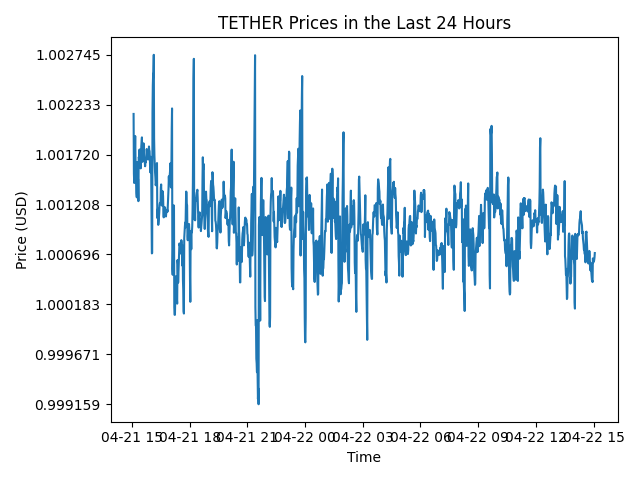 TETHER Prices in the Last 24 Hours
Price (USD)
1.002745
1.002233
1.001720
1.001208
1.000696
1.000183
0.999671
0.999159
04-21 15 04-21 18 04-21 21 04-22 00 04-22 03 04-22 06 04-22 09 04-22 12 04-22 15
Time